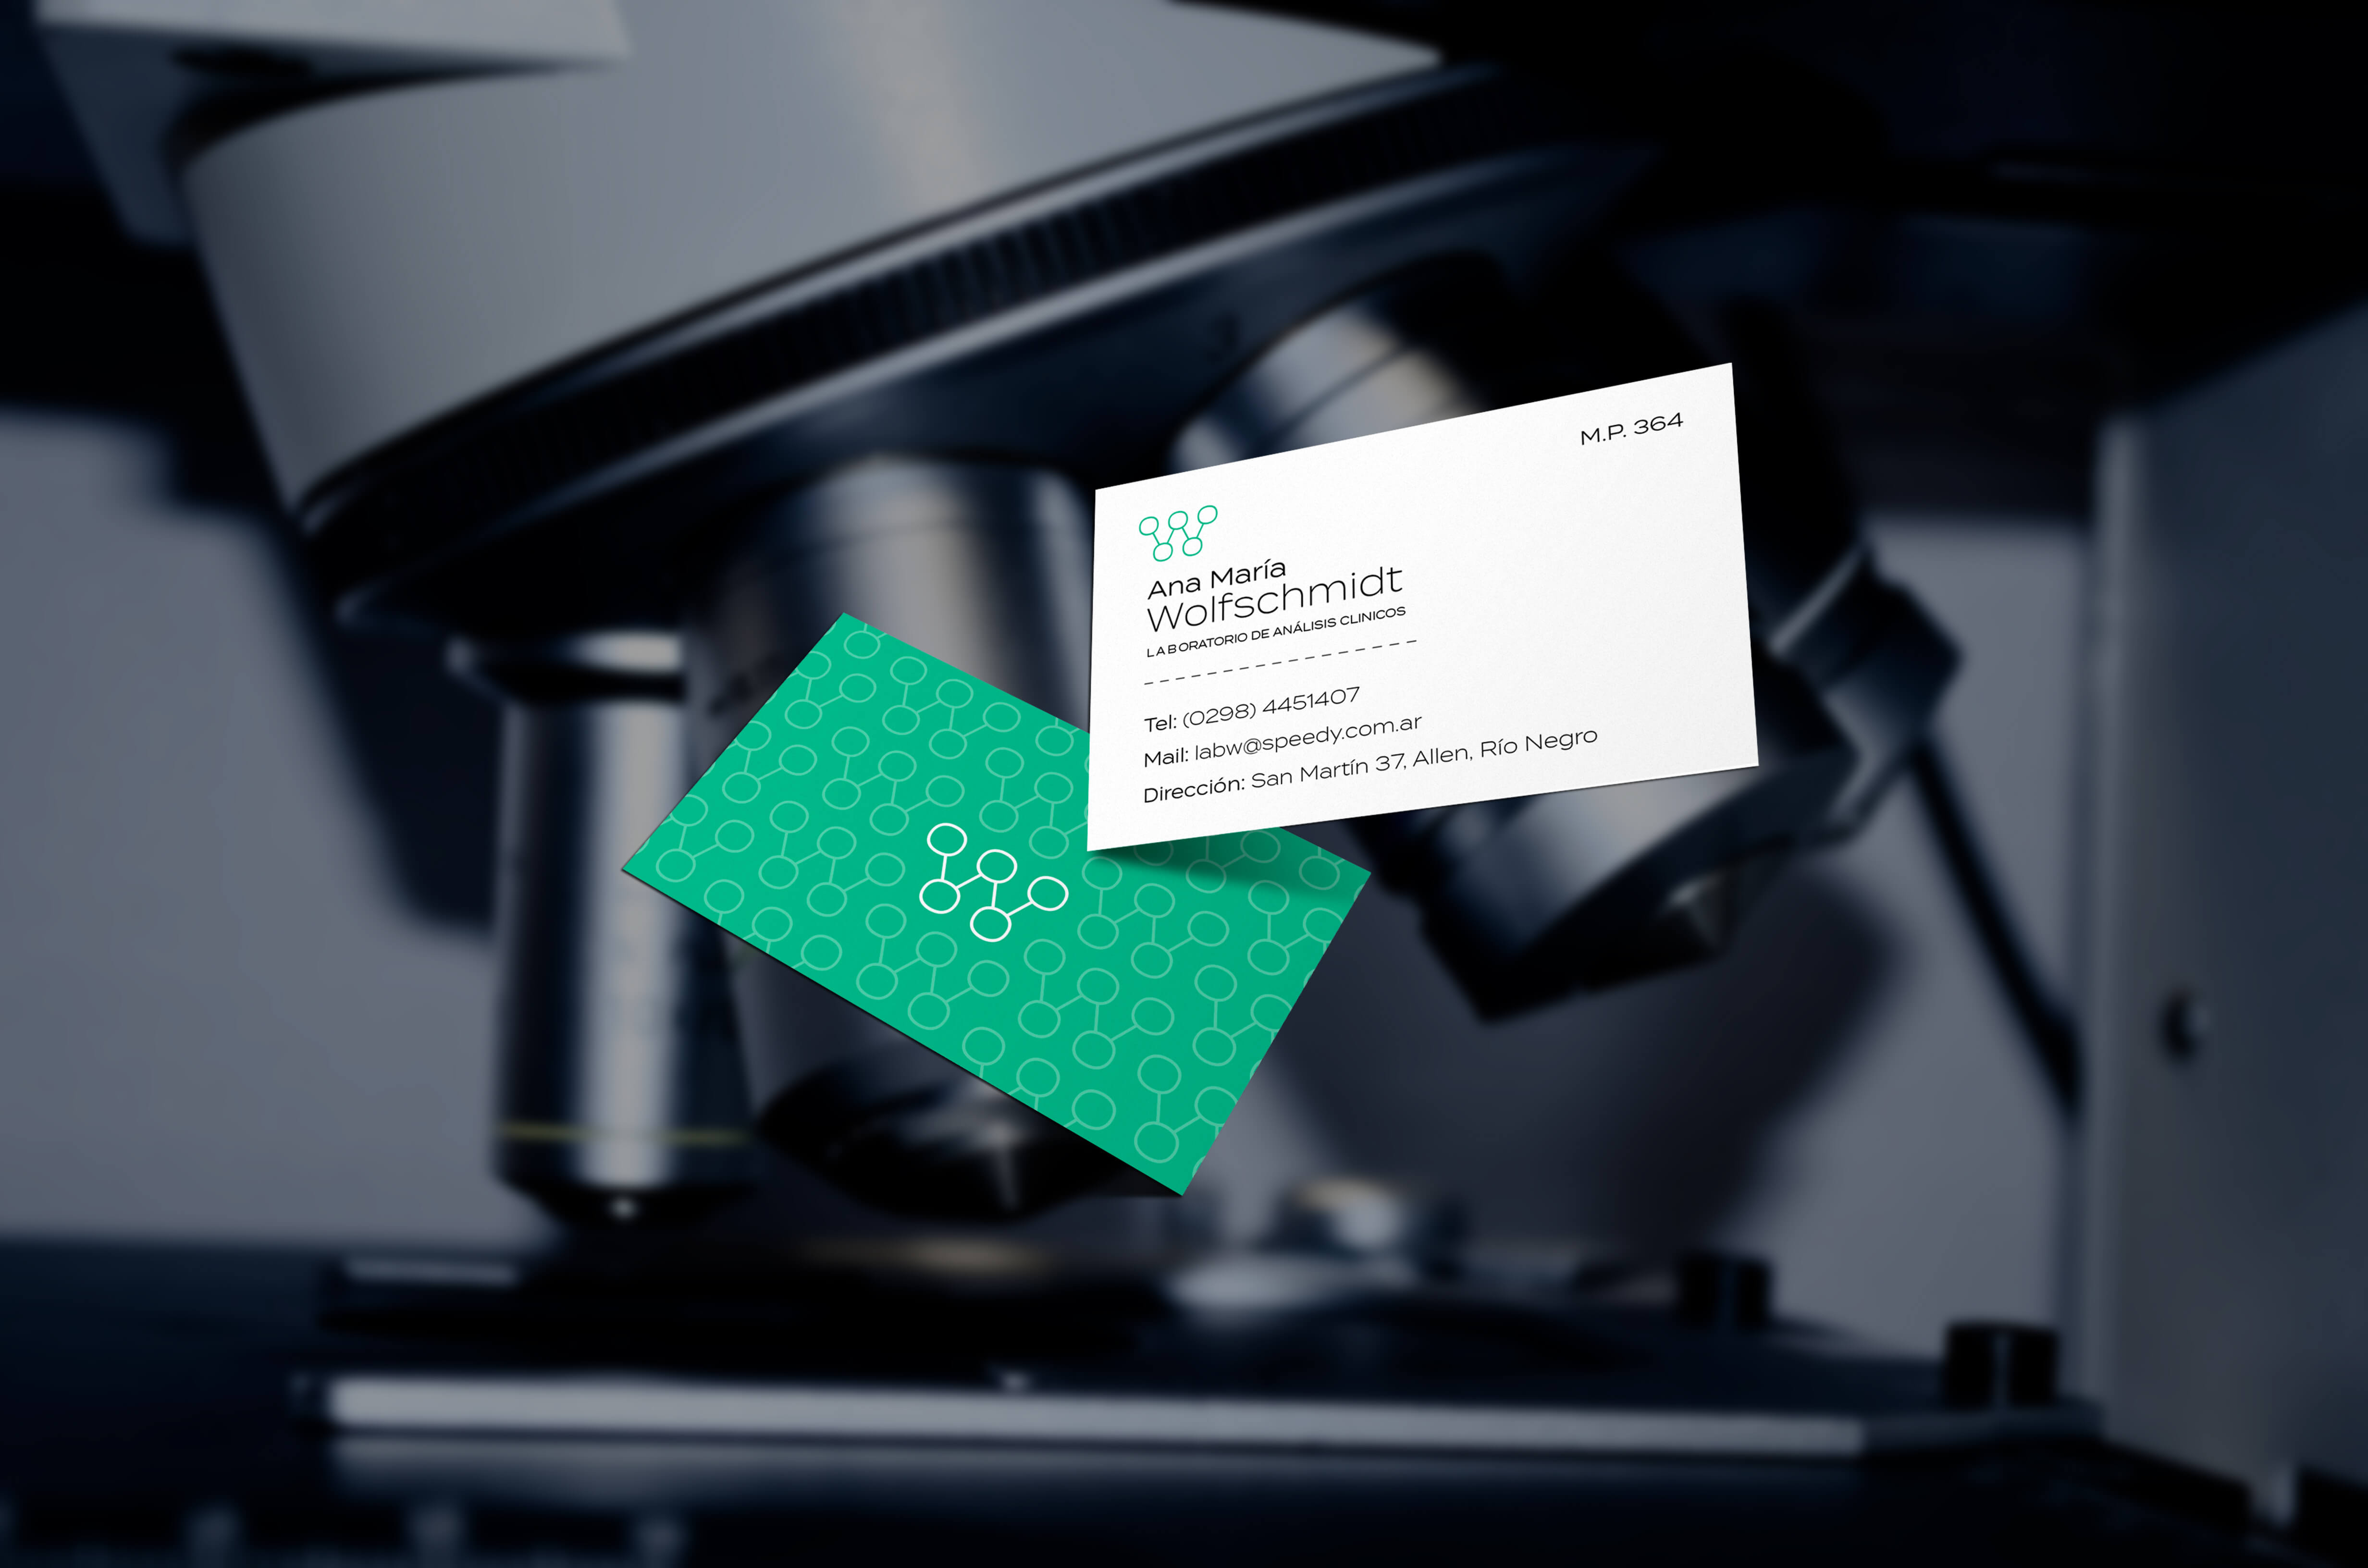 M.P. 364
Ana María
Wolfschmidt
LABORATORIO DE ANÁLISIS CLINICOS
Tel: (0298) 4451407
Mail: labw@speedy.com.ar
Dirección: San Martín 37, Allen, Río Negro